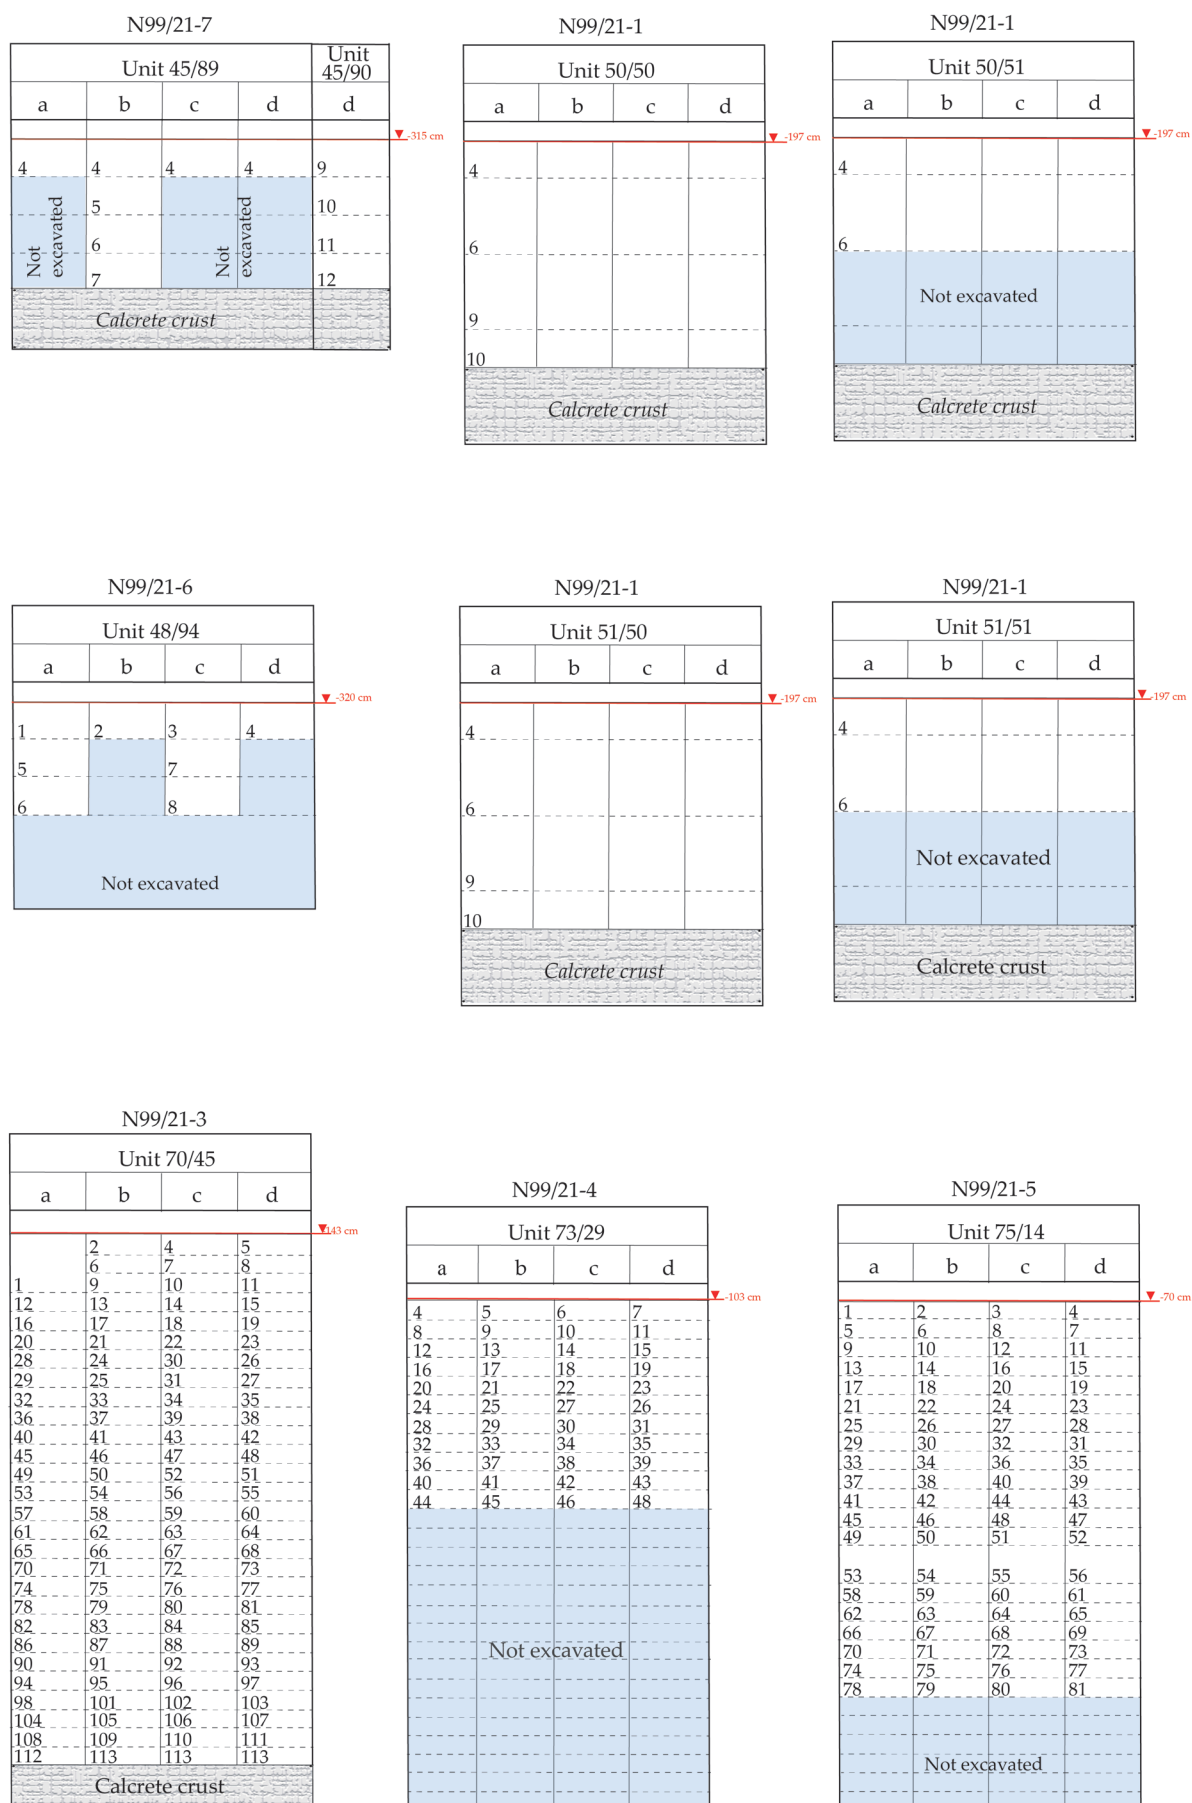 N99/21-7
Unit 45/89
Unit 45/90
a b c d d
-315 cm
4 4 4 4 9
5 10
6 11
7 12
Not excavated
Not excavated
Calcrete crust
N99/21-1
Unit 50/50
a b c d
-197 cm
4
6
9
10
Calcrete crust
N99/21-1
Unit 50/51
a b c d
-197 cm
4
6
Not excavated
Calcrete crust
N99/21-6
Unit 48/94
a b c d
-320 cm
1 2 3 4
5 7
6 8
Not excavated
N99/21-1
Unit 51/50
a b c d
-197 cm
4
6
9
10
Calcrete crust
N99/21-1
Unit 51/51
a b c d
-197 cm
4
6
Not excavated
Calcrete crust
N99/21-3
Unit 70/45
a b c d
143 cm
2 4 5
6 7 8
1 9 10 11
12 13 14 15
16 17 18 19
20 21 22 23
28 24 30 26
29 25 31 27
32 33 34 35
36 37 39 38
40 41 43 42
45 46 47 48
49 50 52 51
53 54 56 55
57 58 59 60
61 62 63 64
65 66 67 68
70 71 72 73
74 75 76 77
78 79 80 81
82 83 84 85
86 87 88 89
90 91 92 93
94 95 96 97
98 101 102 103
104 105 106 107
108 109 110 111
112 113 113 113
Calcrete crust
N99/21-4
Unit 73/29
a b c d
-103 cm
4 5 6 7
8 9 10 11
12 13 14 15
16 17 18 19
20 21 22 23
24 25 27 26
28 29 30 31
32 33 34 35
36 37 38 39
40 41 42 43
44 45 46 48
Not excavated
N99/21-5
Unit 75/14
a b c d
-70 cm
1 2 3 4
5 6 8 7
9 10 12 11
13 14 16 15
17 18 20 19
21 22 24 23
25 26 27 28
29 30 32 31
33 34 36 35
37 38 40 39
41 42 44 43
45 46 48 47
49 50 51 52
53 54 55 56
58 59 60 61
62 63 64 65
66 67 68 69
70 71 72 73
74 75 76 77
78 79 80 81
Not excavated